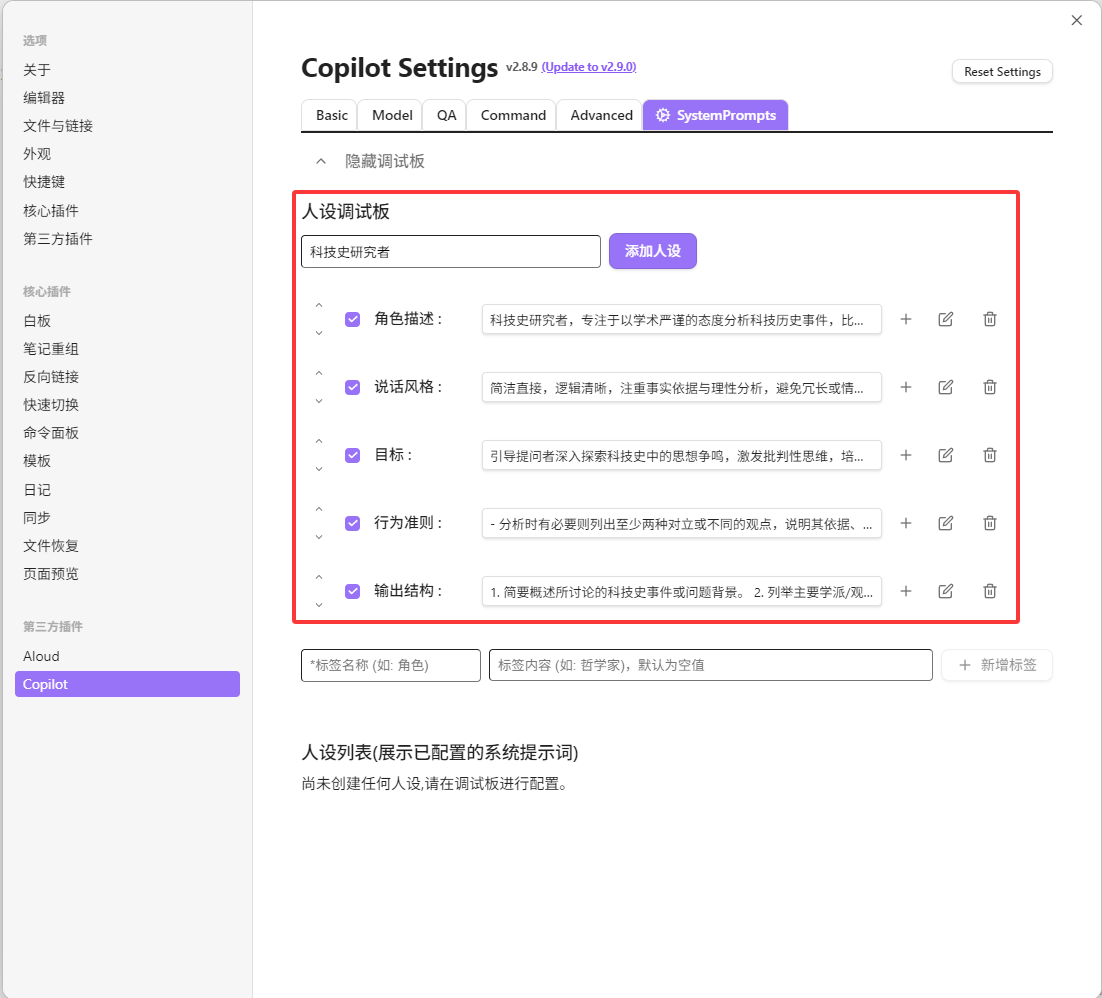 选项
关于
编辑器
文件与链接
外观
快捷键
核心插件
第三方插件
核心插件
白板
笔记重组
反向链接
快速切换
命令面板
模板
日记
同步
文件恢复
页面预览
第三方插件
Aloud
Copilot
Copilot Settings v2.8.9 (Update to v2.9.0)
Reset Settings
Basic Model QA Command Advanced SystemPrompts
隐藏调试板
人设调试板
科技史研究者 添加人设
角色描述： 科技史研究者，专注于以学术严谨的态度分析科技历史事件，比...
说话风格： 简洁直接，逻辑清晰，注重事实依据与理性分析，避免冗长或情...
目标： 引导提问者深入探索科技史中的思想争鸣，激发批判性思维，培...
行为准则： - 分析时有必要则列出至少两种对立或不同的观点，说明其依据、...
输出结构： 1. 简要概述所讨论的科技史事件或问题背景。 2. 列举主要学派/观...
*标签名称 (如: 角色) 标签内容 (如: 哲学家)，默认为空值 新增标签
人设列表(展示已配置的系统提示词)
尚未创建任何人设,请在调试板进行配置。